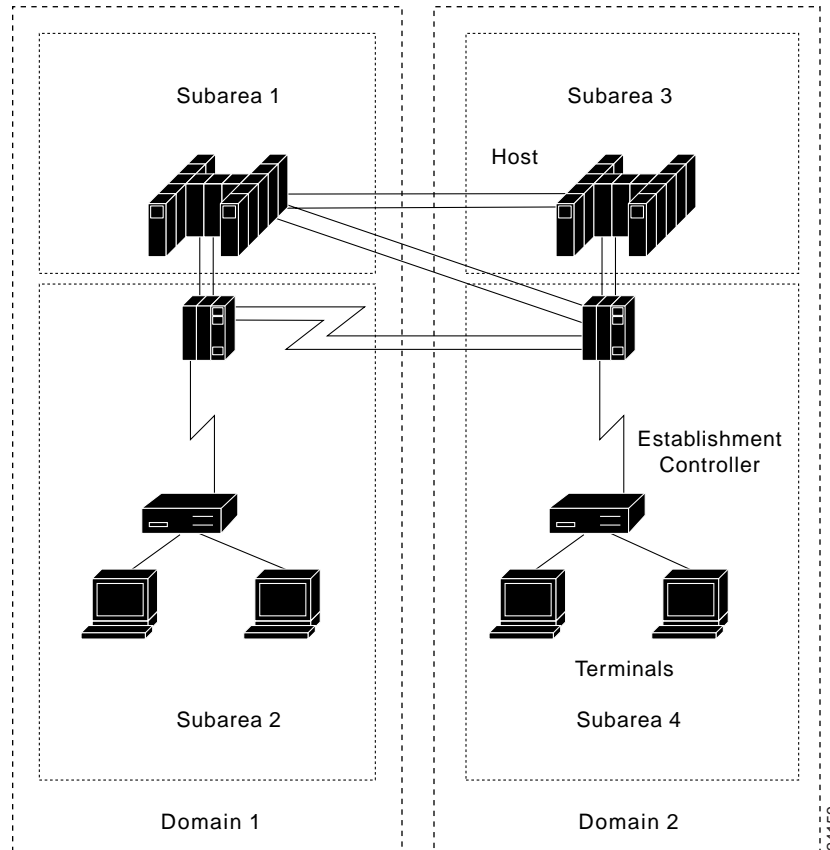 Subarea 1
Subarea 3
Host
Establishment
Controller
Terminals
Subarea 2
Subarea 4
Domain 1
Domain 2